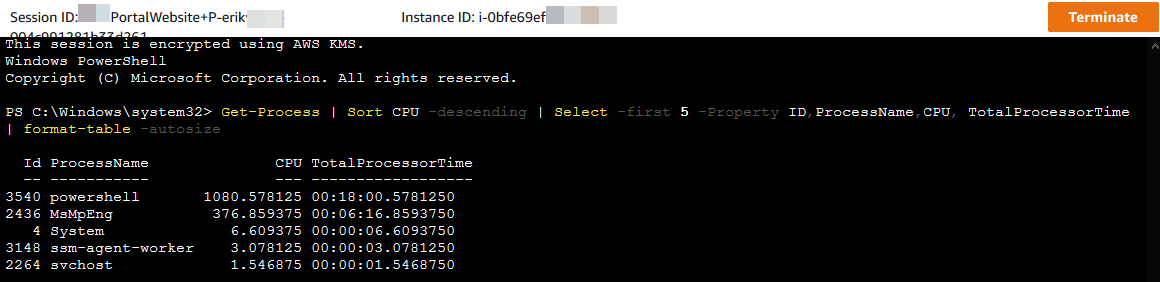 Session ID: PortalWebsite+P-erik
Instance ID: i-0bfe69ef
Terminate
This session is encrypted using AWS KMS.
Windows PowerShell
Copyright (C) Microsoft Corporation. All rights reserved.
PS C:\Windows\system32> Get-Process | Sort CPU -descending | Select -first 5 -Property ID,ProcessName,CPU, TotalProcessorTime
| format-table -autosize
Id ProcessName CPU TotalProcessorTime
-- ----------- --- ------------------
3540 powershell 1080.578125 00:18:00.5781250
2436 MsMpEng 376.859375 00:06:16.8593750
4 System 6.609375 00:00:06.6093750
3148 ssm-agent-worker 3.078125 00:00:03.0781250
2264 svchost 1.546875 00:00:01.5468750